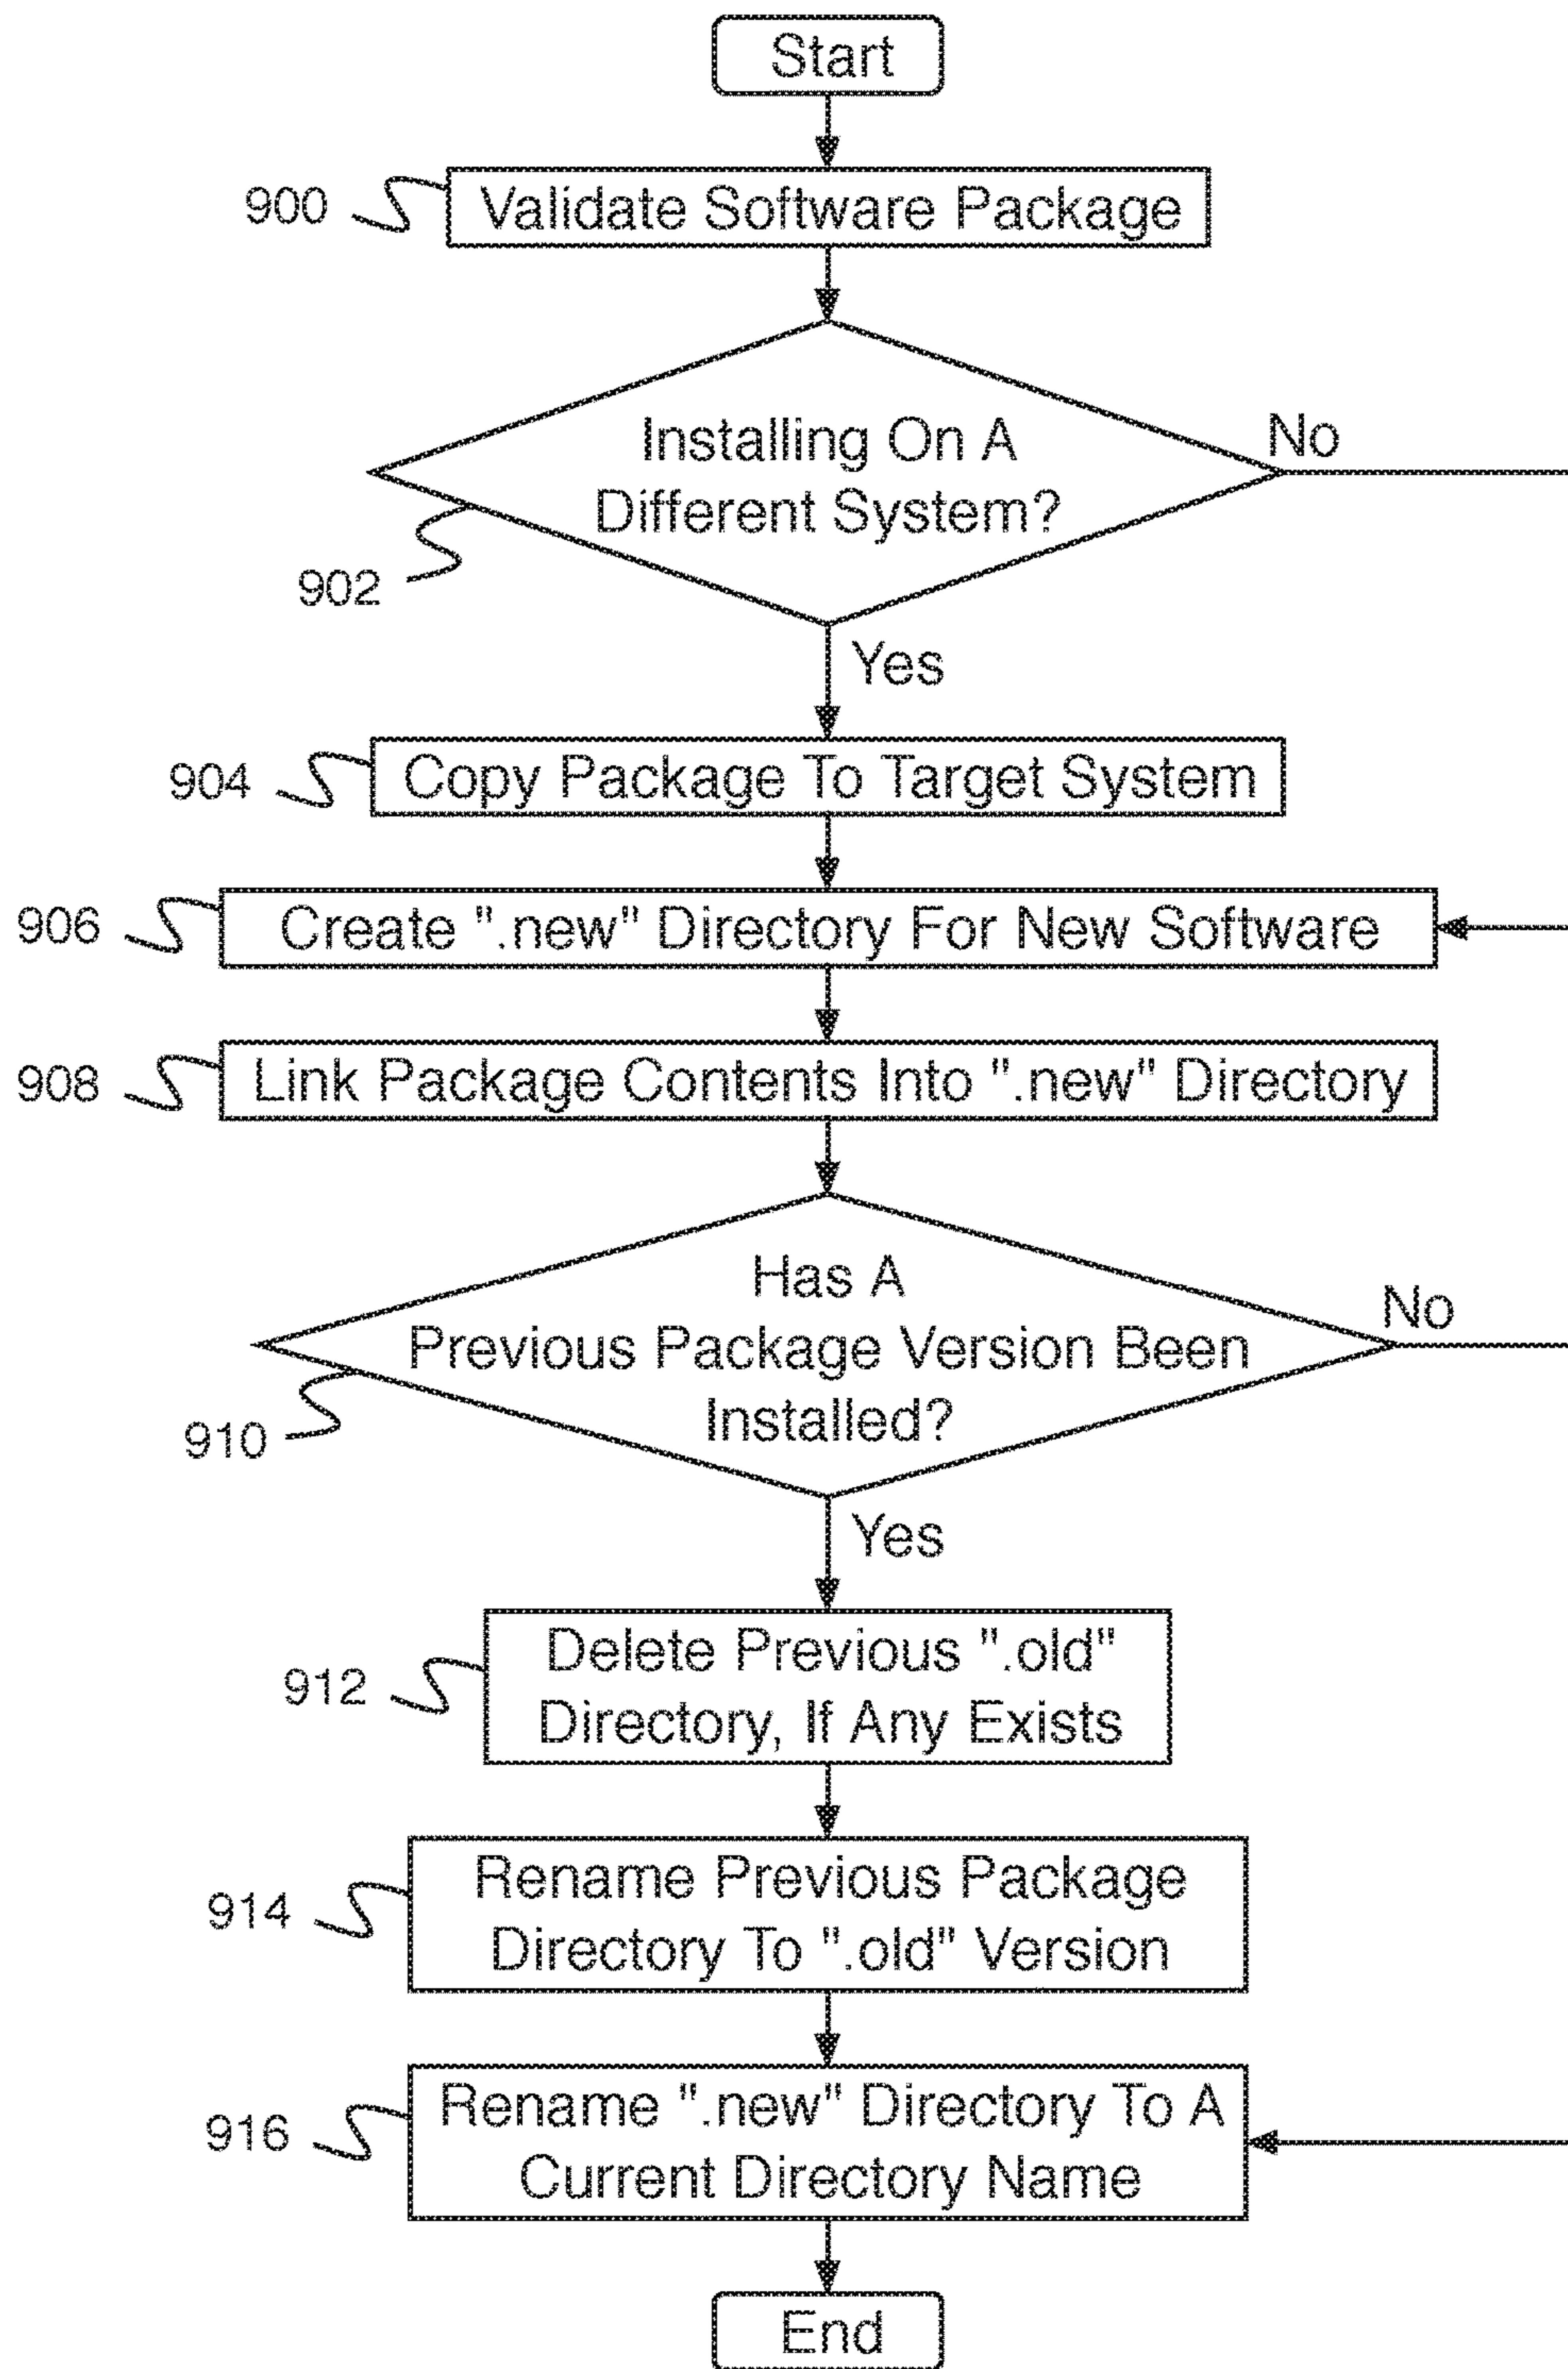 Start
900
Validate Software Package
Installing On A
Different System?
No
902
Yes
904
Copy Package To Target System
906
Create ".new" Directory For New Software
908
Link Package Contents Into ".new" Directory
Has A
Previous Package Version Been
Installed?
No
910
Yes
912
Delete Previous ".old"
Directory, If Any Exists
914
Rename Previous Package
Directory To ".old" Version
916
Rename ".new" Directory To A
Current Directory Name
End